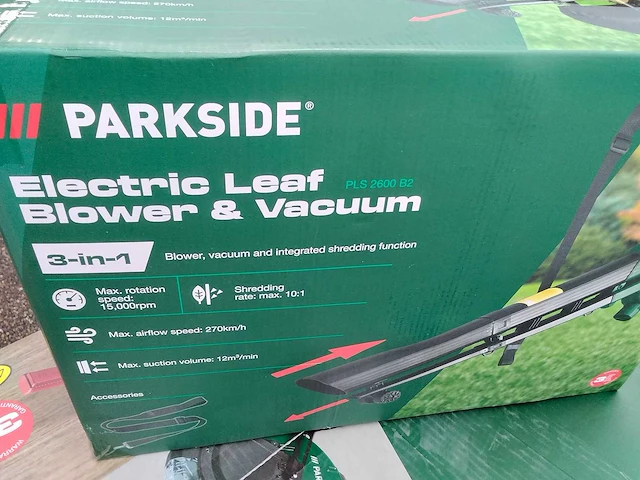 Max. airflow speed: 270km/h
Max. suction volume: 12m³/min
PARKSIDE®
Electric Leaf
Blower & Vacuum
PLS 2600 B2
3-in-1
Blower, vacuum and integrated shredding function
Max. rotation
speed:
15,000rpm
Shredding
rate: max. 10:1
Max. airflow speed: 270km/h
Max. suction volume: 12m³/min
Accessories
3
3